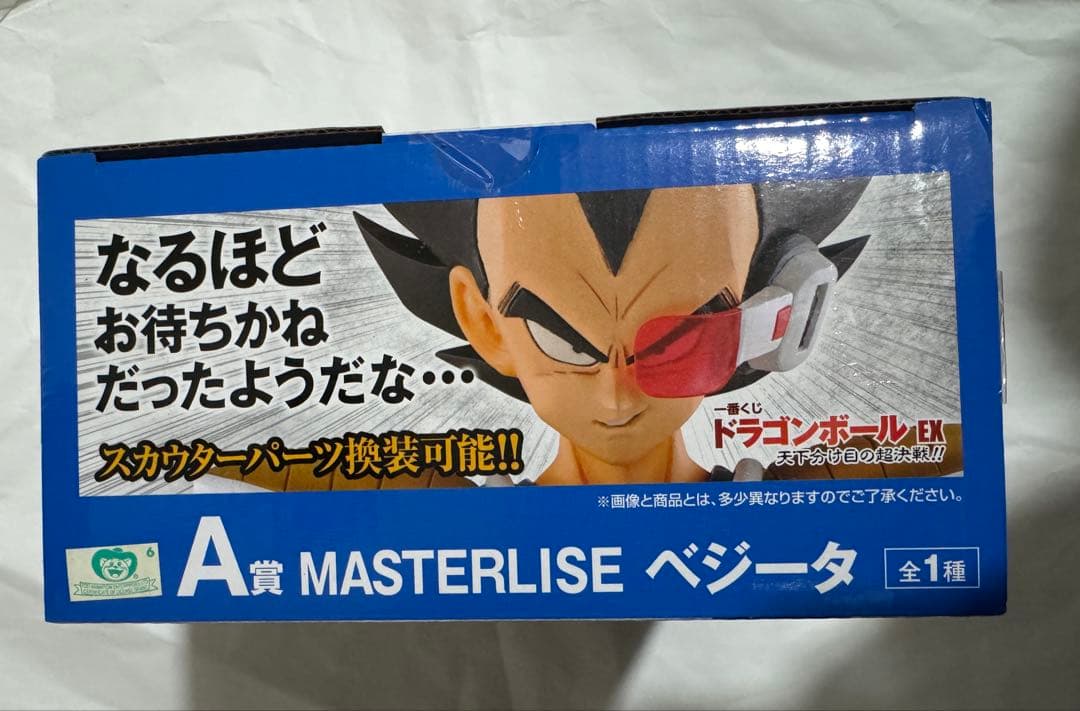 なるほど
お待ちかね
だったようだな…
スカウターパーツ換装可能!!
一番くじ
ドラゴンボール EX
天下分け目の超決戦!!
※画像と商品とは、多少異なりますのでご了承ください。
6
A賞 MASTERLISE ベジータ 全1種